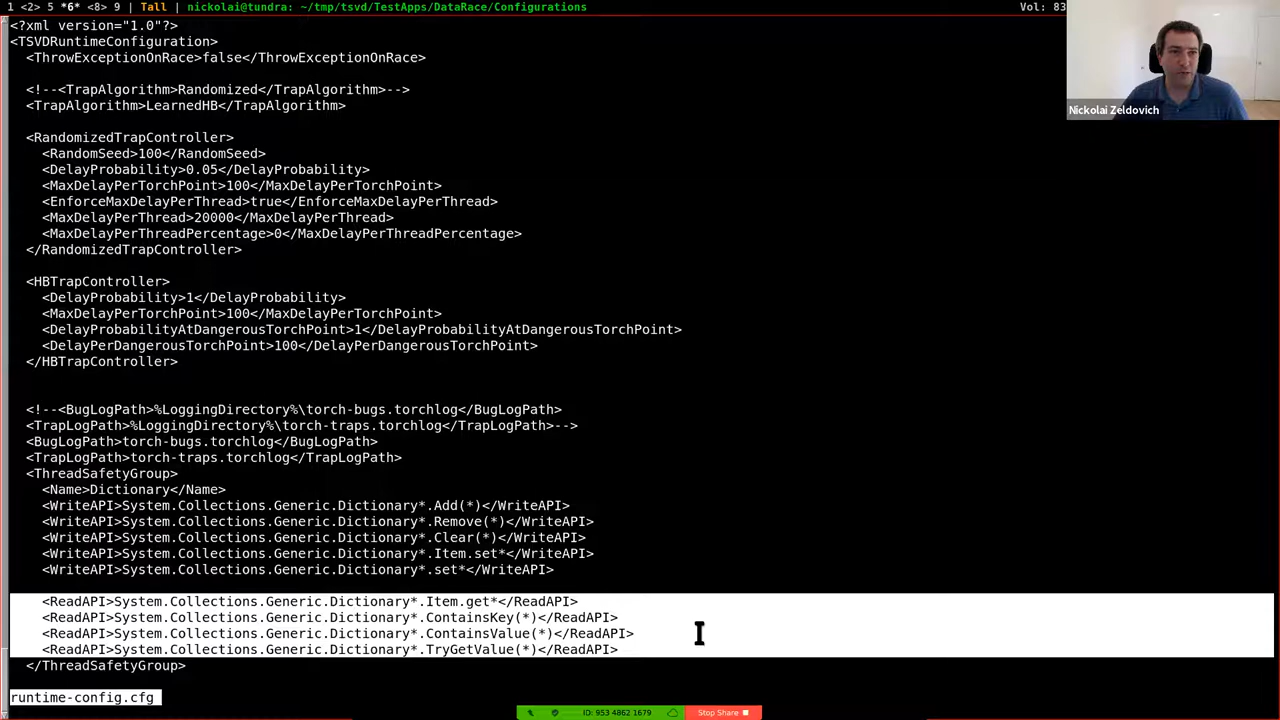 1 <2> 5 *6* <8> 9 | Tall | nickolai@tundra: ~/tmp/tsvd/TestApps/DataRace/Configurations
Vol: 83
<?xml version="1.0"?>
<TSVDRuntimeConfiguration>
<ThrowExceptionOnRace>false</ThrowExceptionOnRace>
<!--<TrapAlgorithm>Randomized</TrapAlgorithm>-->
<TrapAlgorithm>LearnedHB</TrapAlgorithm>
<RandomizedTrapController>
<RandomSeed>100</RandomSeed>
<DelayProbability>0.05</DelayProbability>
<MaxDelayPerTorchPoint>100</MaxDelayPerTorchPoint>
<EnforceMaxDelayPerThread>true</EnforceMaxDelayPerThread>
<MaxDelayPerThread>20000</MaxDelayPerThread>
<MaxDelayPerThreadPercentage>0</MaxDelayPerThreadPercentage>
</RandomizedTrapController>
<HBTrapController>
<DelayProbability>1</DelayProbability>
<MaxDelayPerTorchPoint>100</MaxDelayPerTorchPoint>
<DelayProbabilityAtDangerousTorchPoint>1</DelayProbabilityAtDangerousTorchPoint>
<DelayPerDangerousTorchPoint>100</DelayPerDangerousTorchPoint>
</HBTrapController>
<!--<BugLogPath>%LoggingDirectory%\torch-bugs.torchlog</BugLogPath>
<TrapLogPath>%LoggingDirectory%\torch-traps.torchlog</TrapLogPath>-->
<BugLogPath>torch-bugs.torchlog</BugLogPath>
<TrapLogPath>torch-traps.torchlog</TrapLogPath>
<ThreadSafetyGroup>
<Name>Dictionary</Name>
<WriteAPI>System.Collections.Generic.Dictionary*.Add(*)</WriteAPI>
<WriteAPI>System.Collections.Generic.Dictionary*.Remove(*)</WriteAPI>
<WriteAPI>System.Collections.Generic.Dictionary*.Clear(*)</WriteAPI>
<WriteAPI>System.Collections.Generic.Dictionary*.Item.set*</WriteAPI>
<WriteAPI>System.Collections.Generic.Dictionary*.set*</WriteAPI>
<ReadAPI>System.Collections.Generic.Dictionary*.Item.get*</ReadAPI>
<ReadAPI>System.Collections.Generic.Dictionary*.ContainsKey(*)</ReadAPI>
<ReadAPI>System.Collections.Generic.Dictionary*.ContainsValue(*)</ReadAPI>
<ReadAPI>System.Collections.Generic.Dictionary*.TryGetValue(*)</ReadAPI>
</ThreadSafetyGroup>
runtime-config.cfg
Nickolai Zeldovich
ID: 953 4862 1679
Stop Share